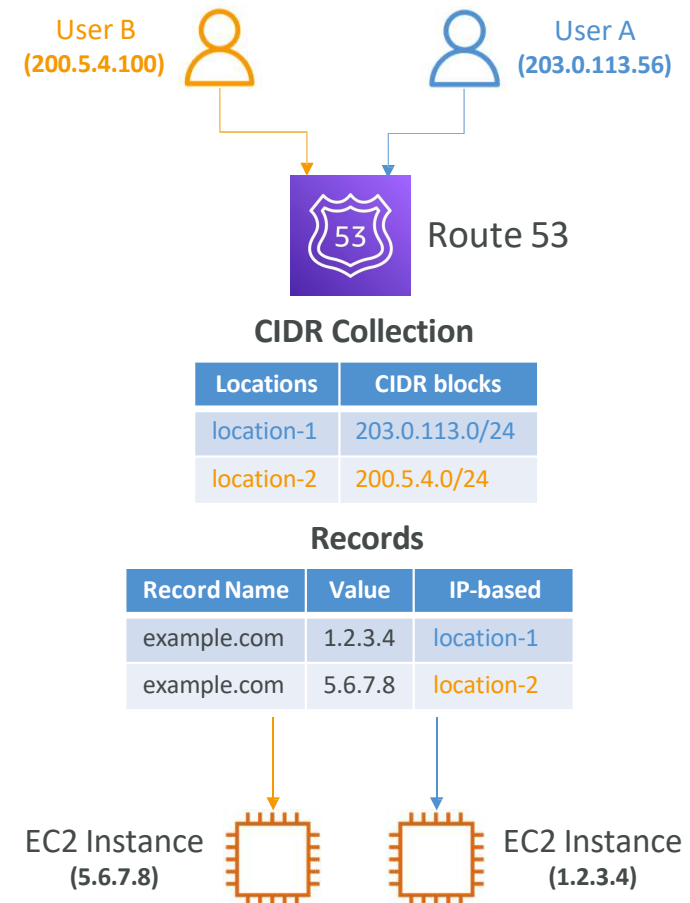 User B
(200.5.4.100)
User A
(203.0.113.56)
53
Route 53
CIDR Collection
Locations CIDR blocks
location-1 203.0.113.0/24
location-2 200.5.4.0/24
Records
Record Name Value IP-based
example.com 1.2.3.4 location-1
example.com 5.6.7.8 location-2
EC2 Instance
(5.6.7.8)
EC2 Instance
(1.2.3.4)